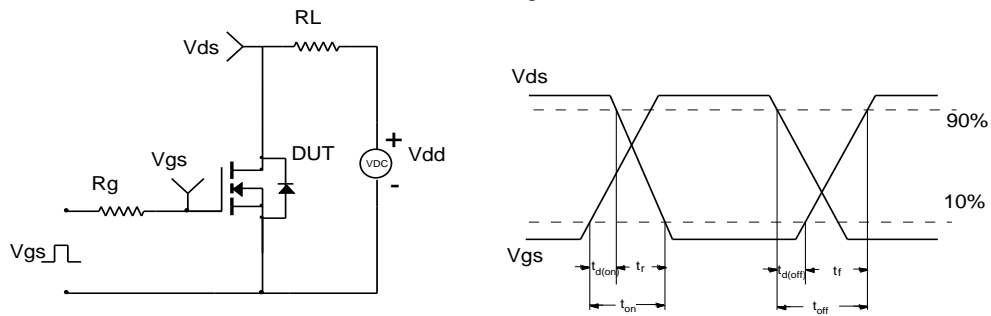 RL
Vds
Vgs
DUT
VDC
+
-
Vdd
Rg
Vgs
Vds
90%
10%
Vgs
td(on)
tr
ton
td(off)
tf
toff